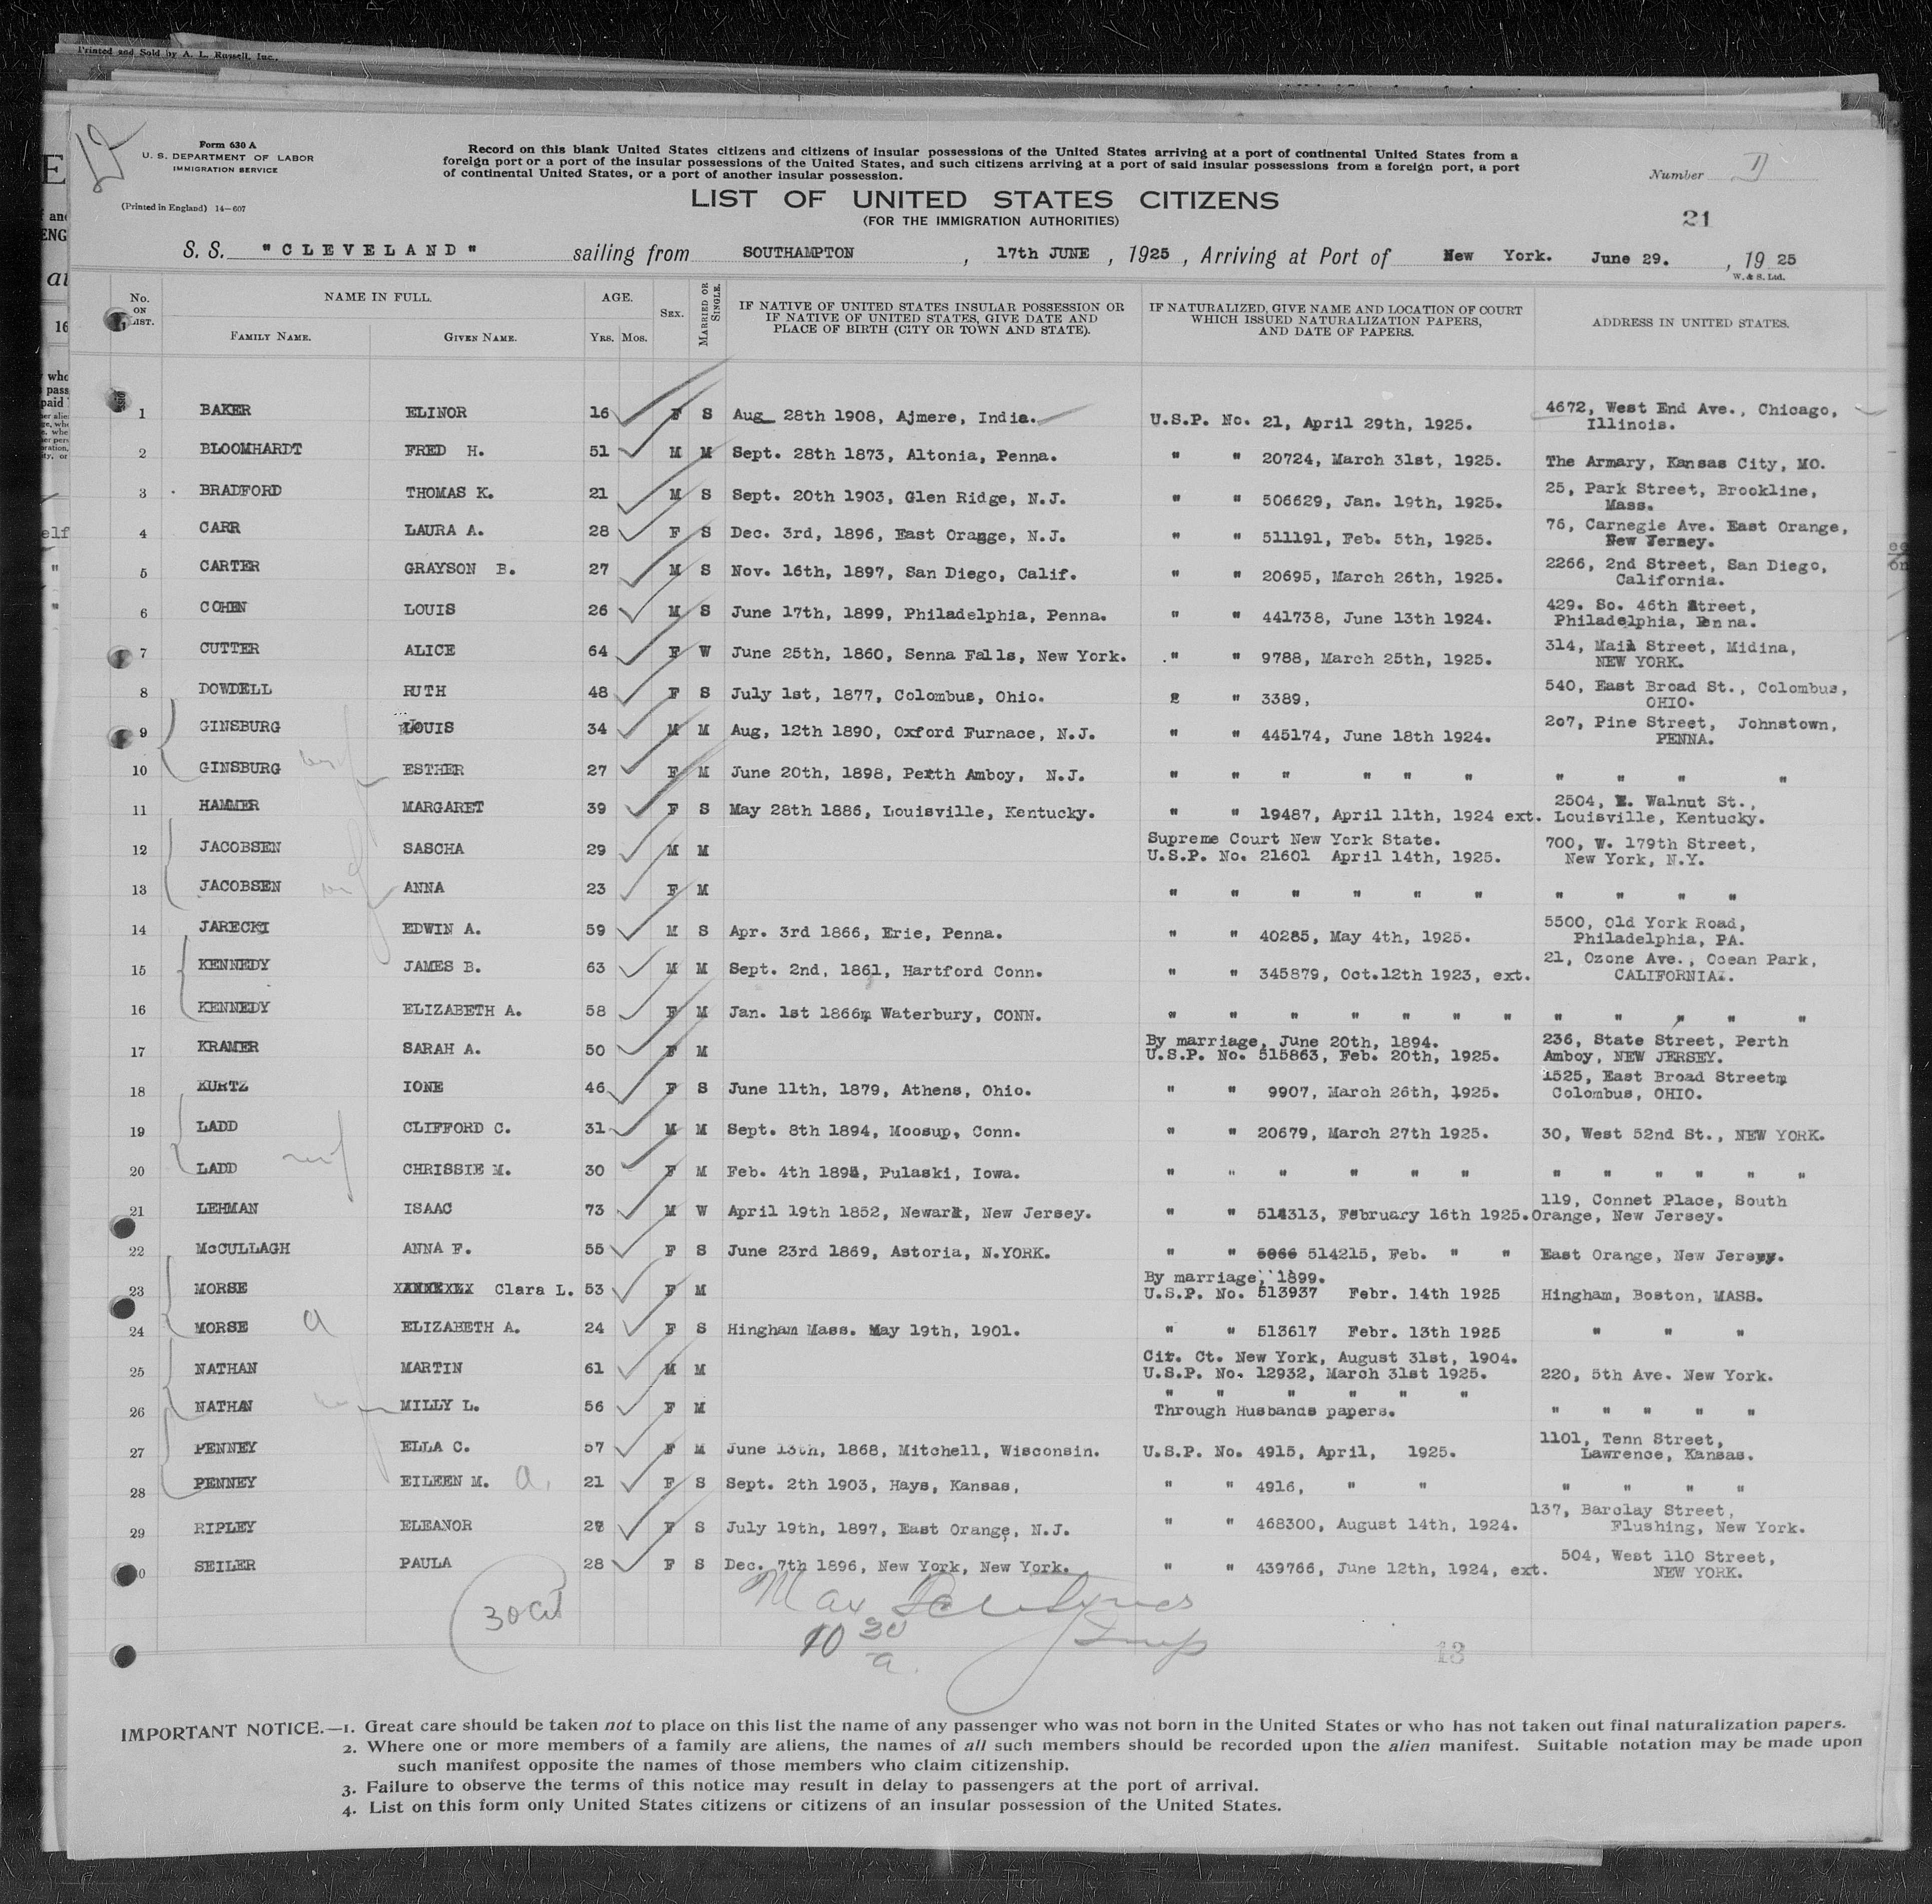 Printed and Sold by A. L. Russell, Inc.
Form 630 A
U. S. DEPARTMENT OF LABOR
IMMIGRATION SERVICE
(Printed in England) 14—607
Record on this blank United States citizens and citizens of insular possessions of the United States arriving at a port of continental United States from a
foreign port or a port of the insular possessions of the United States, and such citizens arriving at a port of said insular possessions from a foreign port, a port
of continental United States, or a port of another insular possession.
Number
LIST OF UNITED STATES CITIZENS
(FOR THE IMMIGRATION AUTHORITIES)
21
S. S. "CLEVELAND" sailing from SOUTHAMPTON, 17th JUNE, 1925, Arriving at Port of New York. June 29., 1925
W. & S. Ltd.
No. ON LIST. NAME IN FULL. AGE. SEX. MARRIED OR SINGLE. IF NATIVE OF UNITED STATES INSULAR POSSESSION OR IF NATIVE OF UNITED STATES, GIVE DATE AND PLACE OF BIRTH (CITY OR TOWN AND STATE). IF NATURALIZED, GIVE NAME AND LOCATION OF COURT WHICH ISSUED NATURALIZATION PAPERS, AND DATE OF PAPERS. ADDRESS IN UNITED STATES.
FAMILY NAME. GIVEN NAME. YRS. MOS.
1 BAKER ELINOR 16 F S Aug 28th 1908, Ajmere, India. U.S.P. No. 21, April 29th, 1925. 4672, West End Ave., Chicago,
Illinois.
2 BLOOMHARDT FRED H. 51 M M Sept. 28th 1873, Altonia, Penna. " " 20724, March 31st, 1925. The Armary, Kansas City, MO.
3 BRADFORD THOMAS K. 21 M S Sept. 20th 1903, Glen Ridge, N.J. " " 506629, Jan. 19th, 1925. 25, Park Street, Brookline,
Mass.
4 CARR LAURA A. 28 F S Dec. 3rd, 1896, East Orange, N.J. " " 511191, Feb. 5th, 1925. 76, Carnegie Ave. East Orange,
New Jersey.
5 CARTER GRAYSON B. 27 M S Nov. 16th, 1897, San Diego, Calif. " " 20695, March 26th, 1925. 2266, 2nd Street, San Diego,
California.
6 COHEN LOUIS 26 M S June 17th, 1899, Philadelphia, Penna. " " 441738, June 13th 1924. 429. So. 46th Street,
Philadelphia, Penna.
7 CUTTER ALICE 64 F W June 25th, 1860, Senna Falls, New York. " " 9788, March 25th, 1925. 314, Main Street, Midina,
NEW YORK.
8 DOWDELL RUTH 48 F S July 1st, 1877, Colombus, Ohio. " " 3389, 540, East Broad St., Colombus,
OHIO.
9 GINSBURG LOUIS 34 M M Aug, 12th 1890, Oxford Furnace, N.J. " " 445174, June 18th 1924. 207, Pine Street, Johnstown,
PENNA.
10 GINSBURG ESTHER 27 F M June 20th, 1898, Perth Amboy, N.J. " " " " " " " " " "
11 HAMMER MARGARET 39 F S May 28th 1886, Louisville, Kentucky. " " 19487, April 11th, 1924 ext. 2504, E. Walnut St.,
Louisville, Kentucky.
12 JACOBSEN SASCHA 29 M M Supreme Court New York State. 700, W. 179th Street,
U.S.P. No. 21601 April 14th, 1925. New York, N.Y.
13 JACOBSEN ANNA 23 F M " " " " " " " " " "
14 JARECKI EDWIN A. 59 M S Apr. 3rd 1866, Erie, Penna. " " 40285, May 4th, 1925. 5500, Old York Road,
Philadelphia, PA.
15 KENNEDY JAMES B. 63 M M Sept. 2nd, 1861, Hartford Conn. " " 345879, Oct.12th 1923, ext. 21, Ozone Ave., Ocean Park,
CALIFORNIA.
16 KENNEDY ELIZABETH A. 58 F M Jan. 1st 1866m Waterbury, CONN. " " " " " " " " " " " "
17 KRAMER SARAH A. 50 F M By marriage, June 20th, 1894. 236, State Street, Perth
U.S.P. No. 515863, Feb. 20th, 1925. Amboy, NEW JERSEY.
18 KURTZ IONE 46 F S June 11th, 1879, Athens, Ohio. " " 9907, March 26th, 1925. 1525, East Broad Streetm
Colombus, OHIO.
19 LADD CLIFFORD C. 31 M M Sept. 8th 1894, Moosup, Conn. " " 20679, March 27th 1925. 30, West 52nd St., NEW YORK.
20 LADD CHRISSIE M. 30 F M Feb. 4th 1895, Pulaski, Iowa. " " " " " " " " " " " "
21 LEHMAN ISAAC 73 M W April 19th 1852, Newark, New Jersey. " " 514313, February 16th 1925. 119, Connet Place, South
Orange, New Jersey.
22 McCULLAGH ANNA F. 55 F S June 23rd 1869, Astoria, N.YORK. " " 514215, Feb. " " East Orange, New Jersey.
23 MORSE Clara L. 53 F M By marriage, 1899.
U.S.P. No. 513937 Febr. 14th 1925 Hingham, Boston, MASS.
24 MORSE a ELIZABETH A. 24 F S Hingham Mass. May 19th, 1901. " " 513617 Febr. 13th 1925 " " "
25 NATHAN MARTIN 61 M M Cit. Ct. New York, August 31st, 1904.
U.S.P. No. 12932, March 31st 1925. 220, 5th Ave. New York.
26 NATHAN MILLY L. 56 F M " " " " " "
Through Husbands papers. " " " " "
27 PENNEY ELLA C. 57 F M June 13th, 1868, Mitchell, Wisconsin. U.S.P. No. 4915, April, 1925. 1101, Tenn Street,
Lawrence, Kansas.
28 PENNEY EILEEN M. a. 21 F S Sept. 2th 1903, Hays, Kansas, " " 4916, " " " " " "
29 RIPLEY ELEANOR 27 F S July 19th, 1897, East Orange, N.J. " " 468300, August 14th, 1924. 137, Barclay Street,
Flushing, New York.
0 SEILER PAULA 28 F S Dec. 7th 1896, New York, New York. " " 439766, June 12th, 1924, ext. 504, West 110 Street,
NEW YORK.
30 cit
Max
10 30 a.
Insp
13
IMPORTANT NOTICE.—1. Great care should be taken not to place on this list the name of any passenger who was not born in the United States or who has not taken out final naturalization papers.
2. Where one or more members of a family are aliens, the names of all such members should be recorded upon the alien manifest. Suitable notation may be made upon
such manifest opposite the names of those members who claim citizenship.
3. Failure to observe the terms of this notice may result in delay to passengers at the port of arrival.
4. List on this form only United States citizens or citizens of an insular possession of the United States.